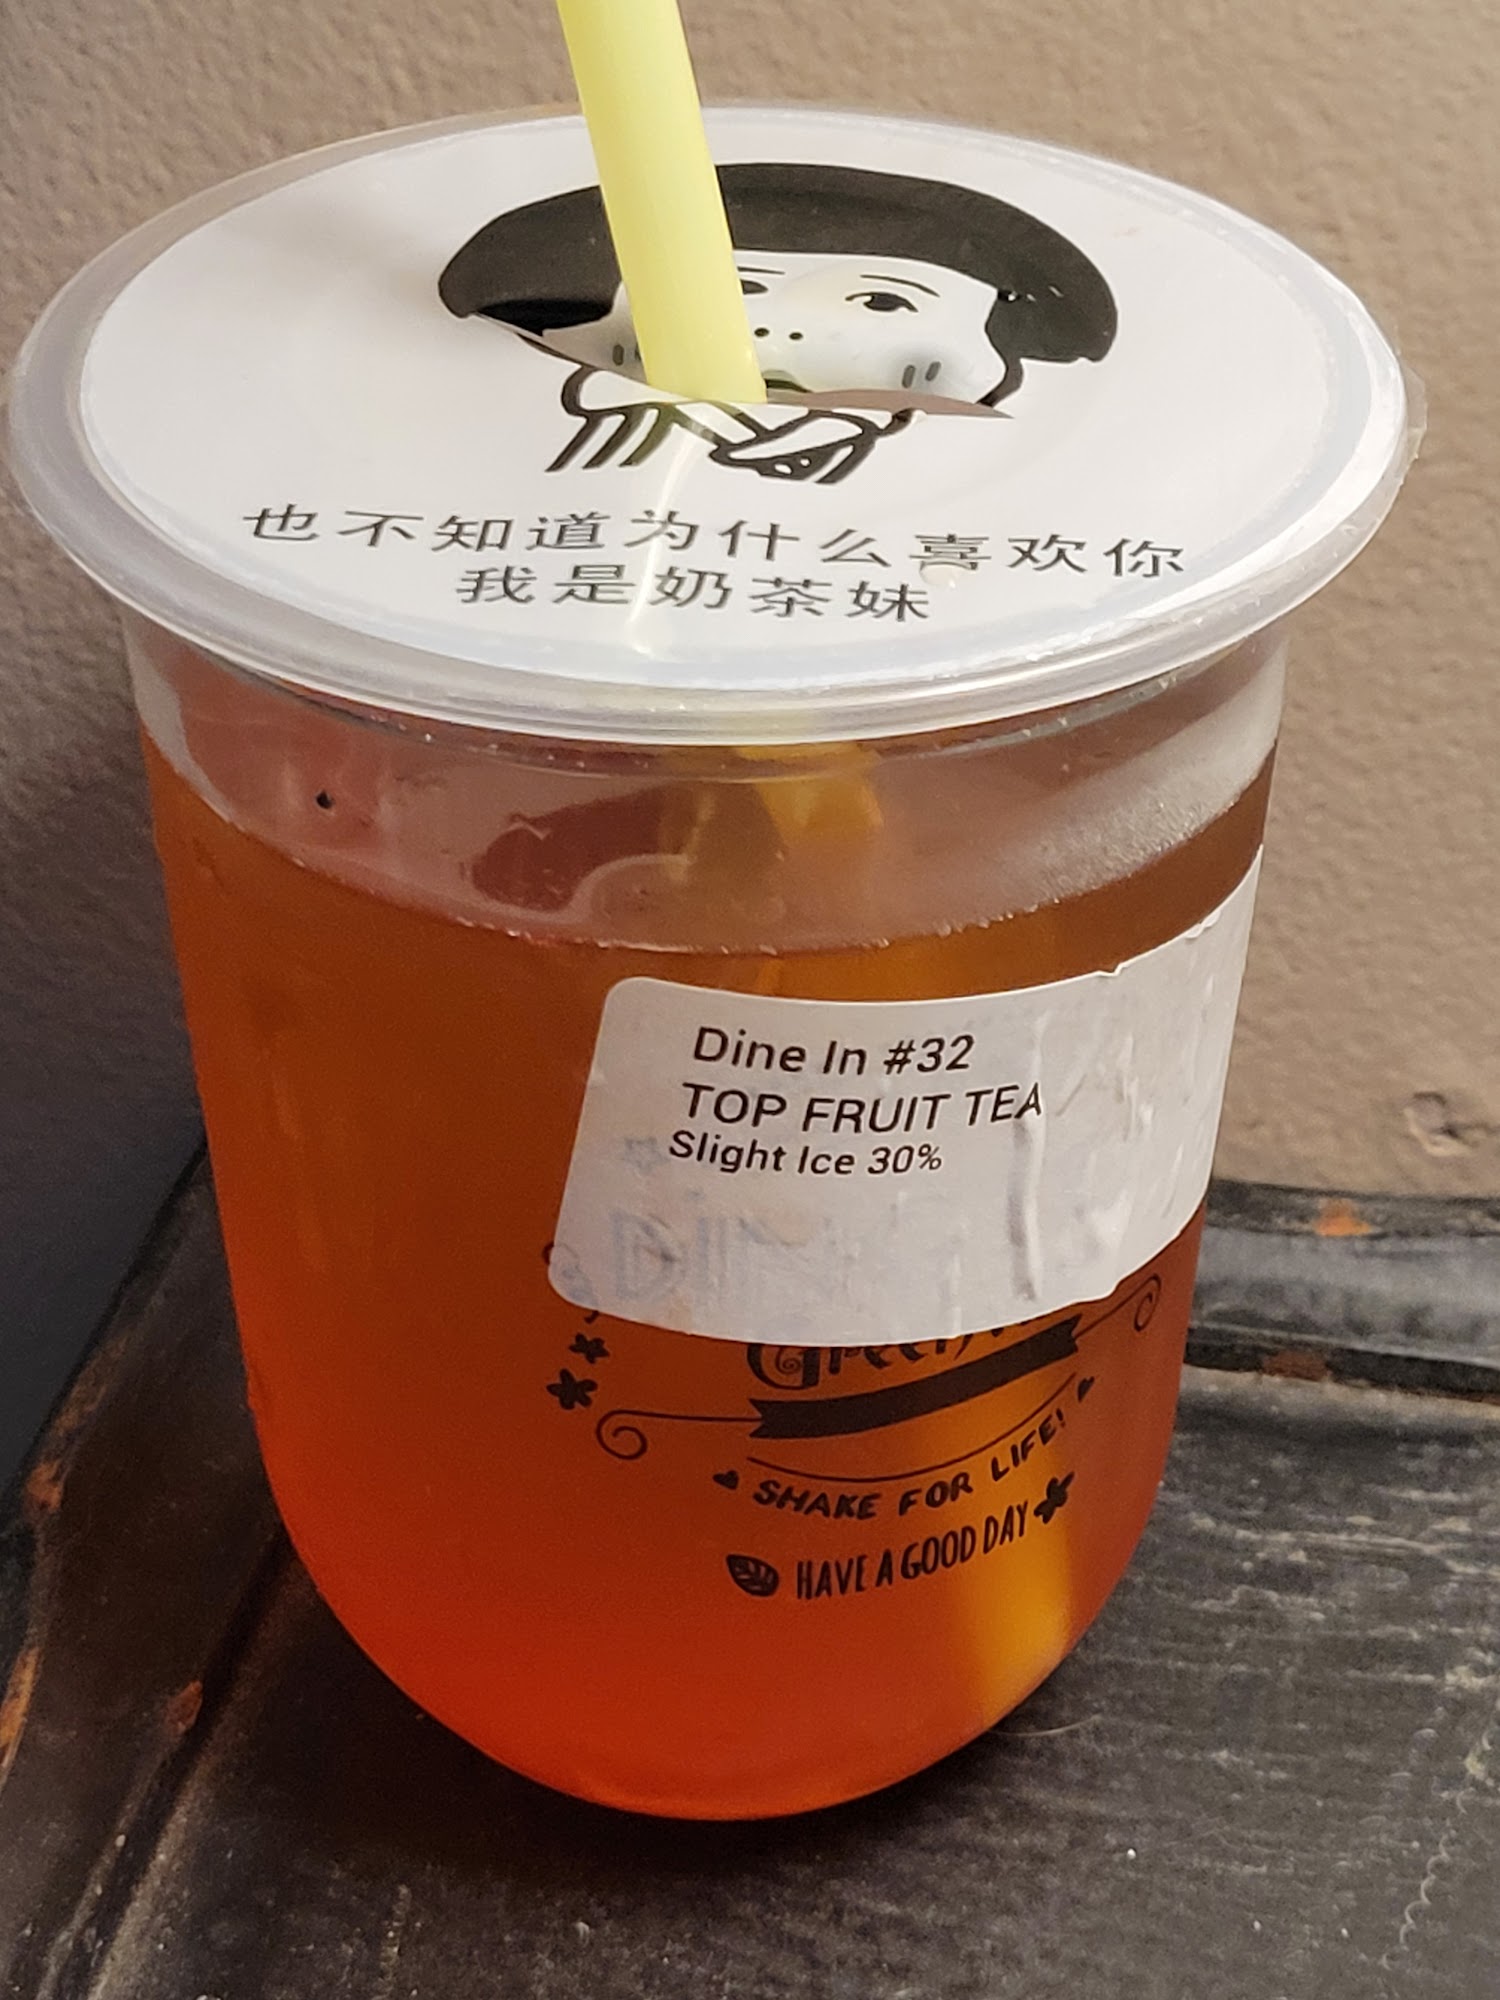 也不知道为什么喜欢你
我是奶茶妹
Dine In #32
TOP FRUIT TEA
Slight Ice 30%
SHAKE FOR LIFE!
HAVE A GOOD DAY